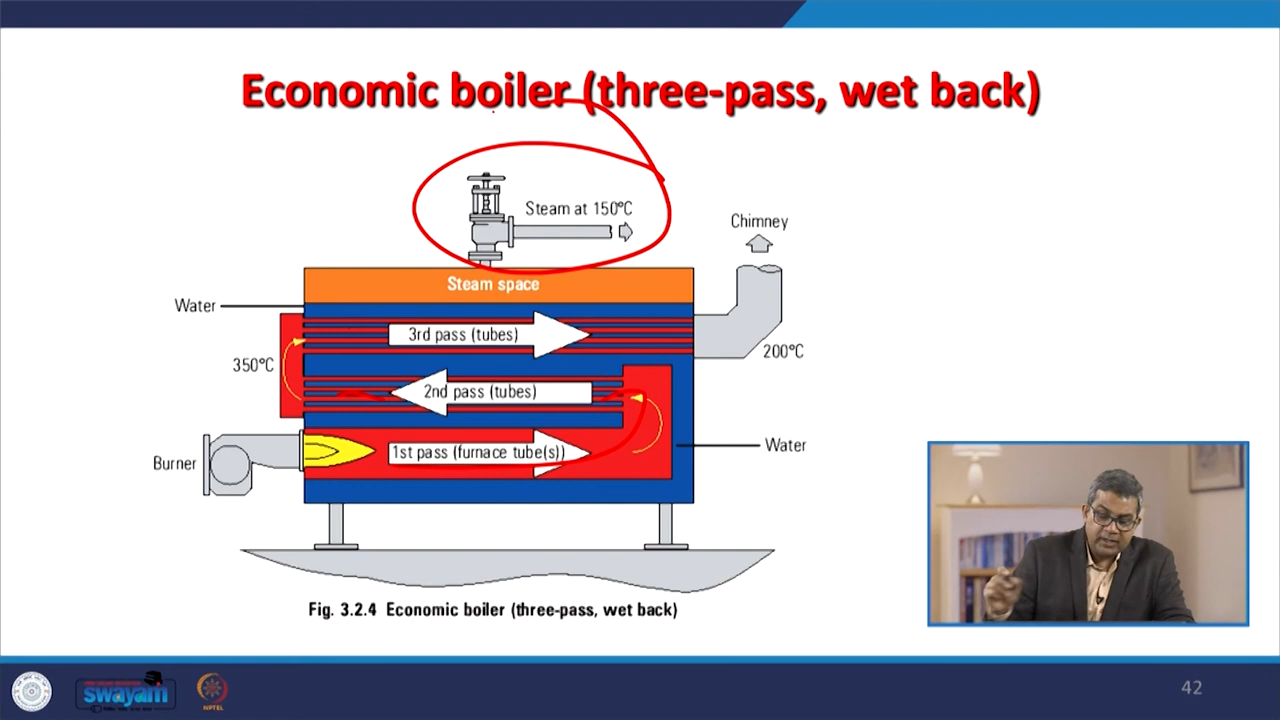 Economic boiler (three-pass, wet back)
Steam at 150°C
Chimney
Steam space
Water
3rd pass (tubes)
350°C
200°C
2nd pass (tubes)
Water
1st pass (furnace tube(s))
Burner
Fig. 3.2.4 Economic boiler (three-pass, wet back)
swayam
NPTEL
42